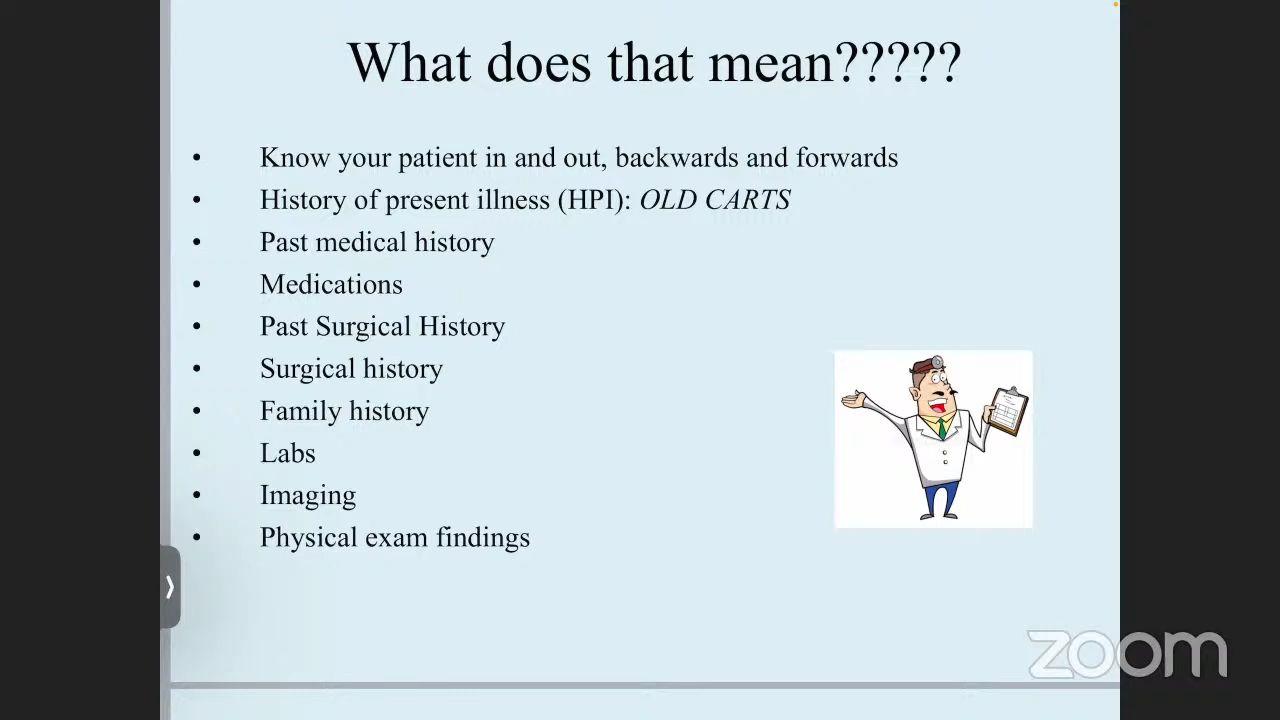 What does that mean?????
• Know your patient in and out, backwards and forwards
• History of present illness (HPI): OLD CARTS
• Past medical history
• Medications
• Past Surgical History
• Surgical history
• Family history
• Labs
• Imaging
• Physical exam findings
zoom